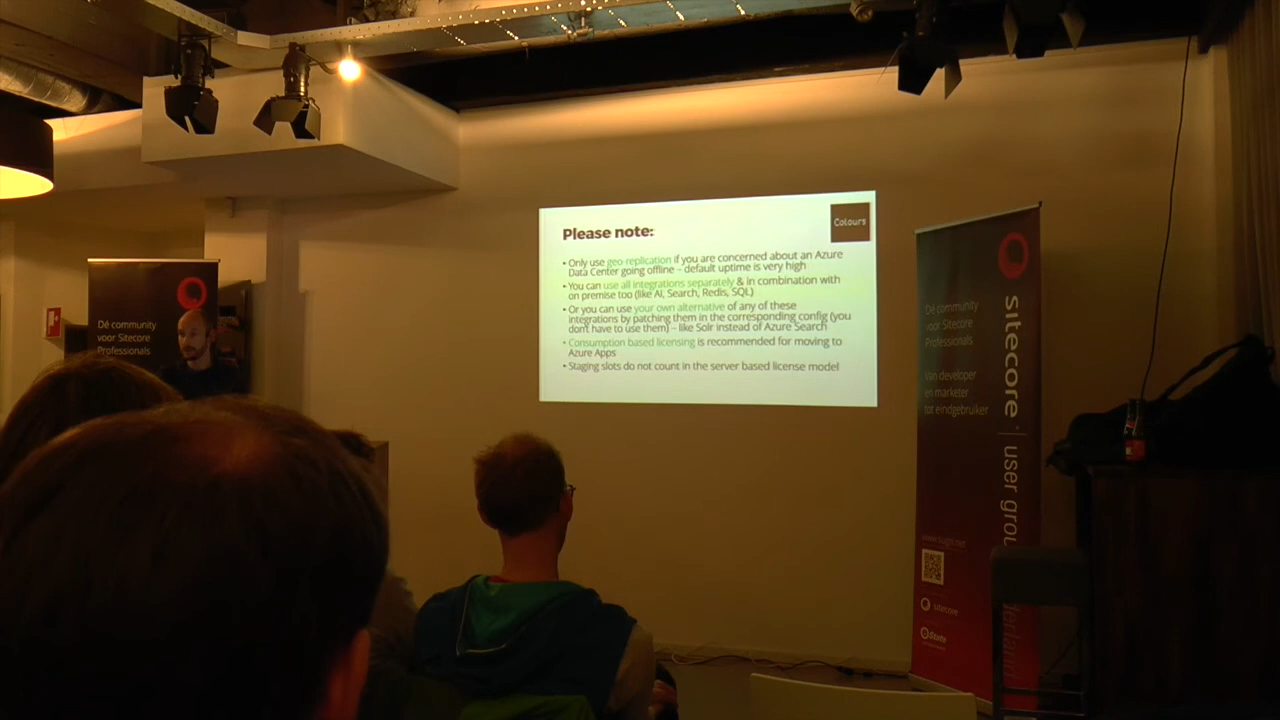 Please note:
Colours
• Only use geo-replication if you are concerned about an Azure
Data Center going offline – default uptime is very high
• You can use all integrations separately & in combination with
on premise too (like AI, Search, Redis, SQL)
• Or you can use your own alternative of any of these
integrations by patching them in the corresponding config (you
don't have to use them) – like Solr instead of Azure Search
• Consumption based licensing is recommended for moving to
Azure Apps
• Staging slots do not count in the server based license model
Dé community
voor Sitecore
Professionals
Dé community
voor Sitecore
Professionals
Van developer
en marketer
tot eindgebruiker
sitecore | user grou
www.sugnl.net
sitecore